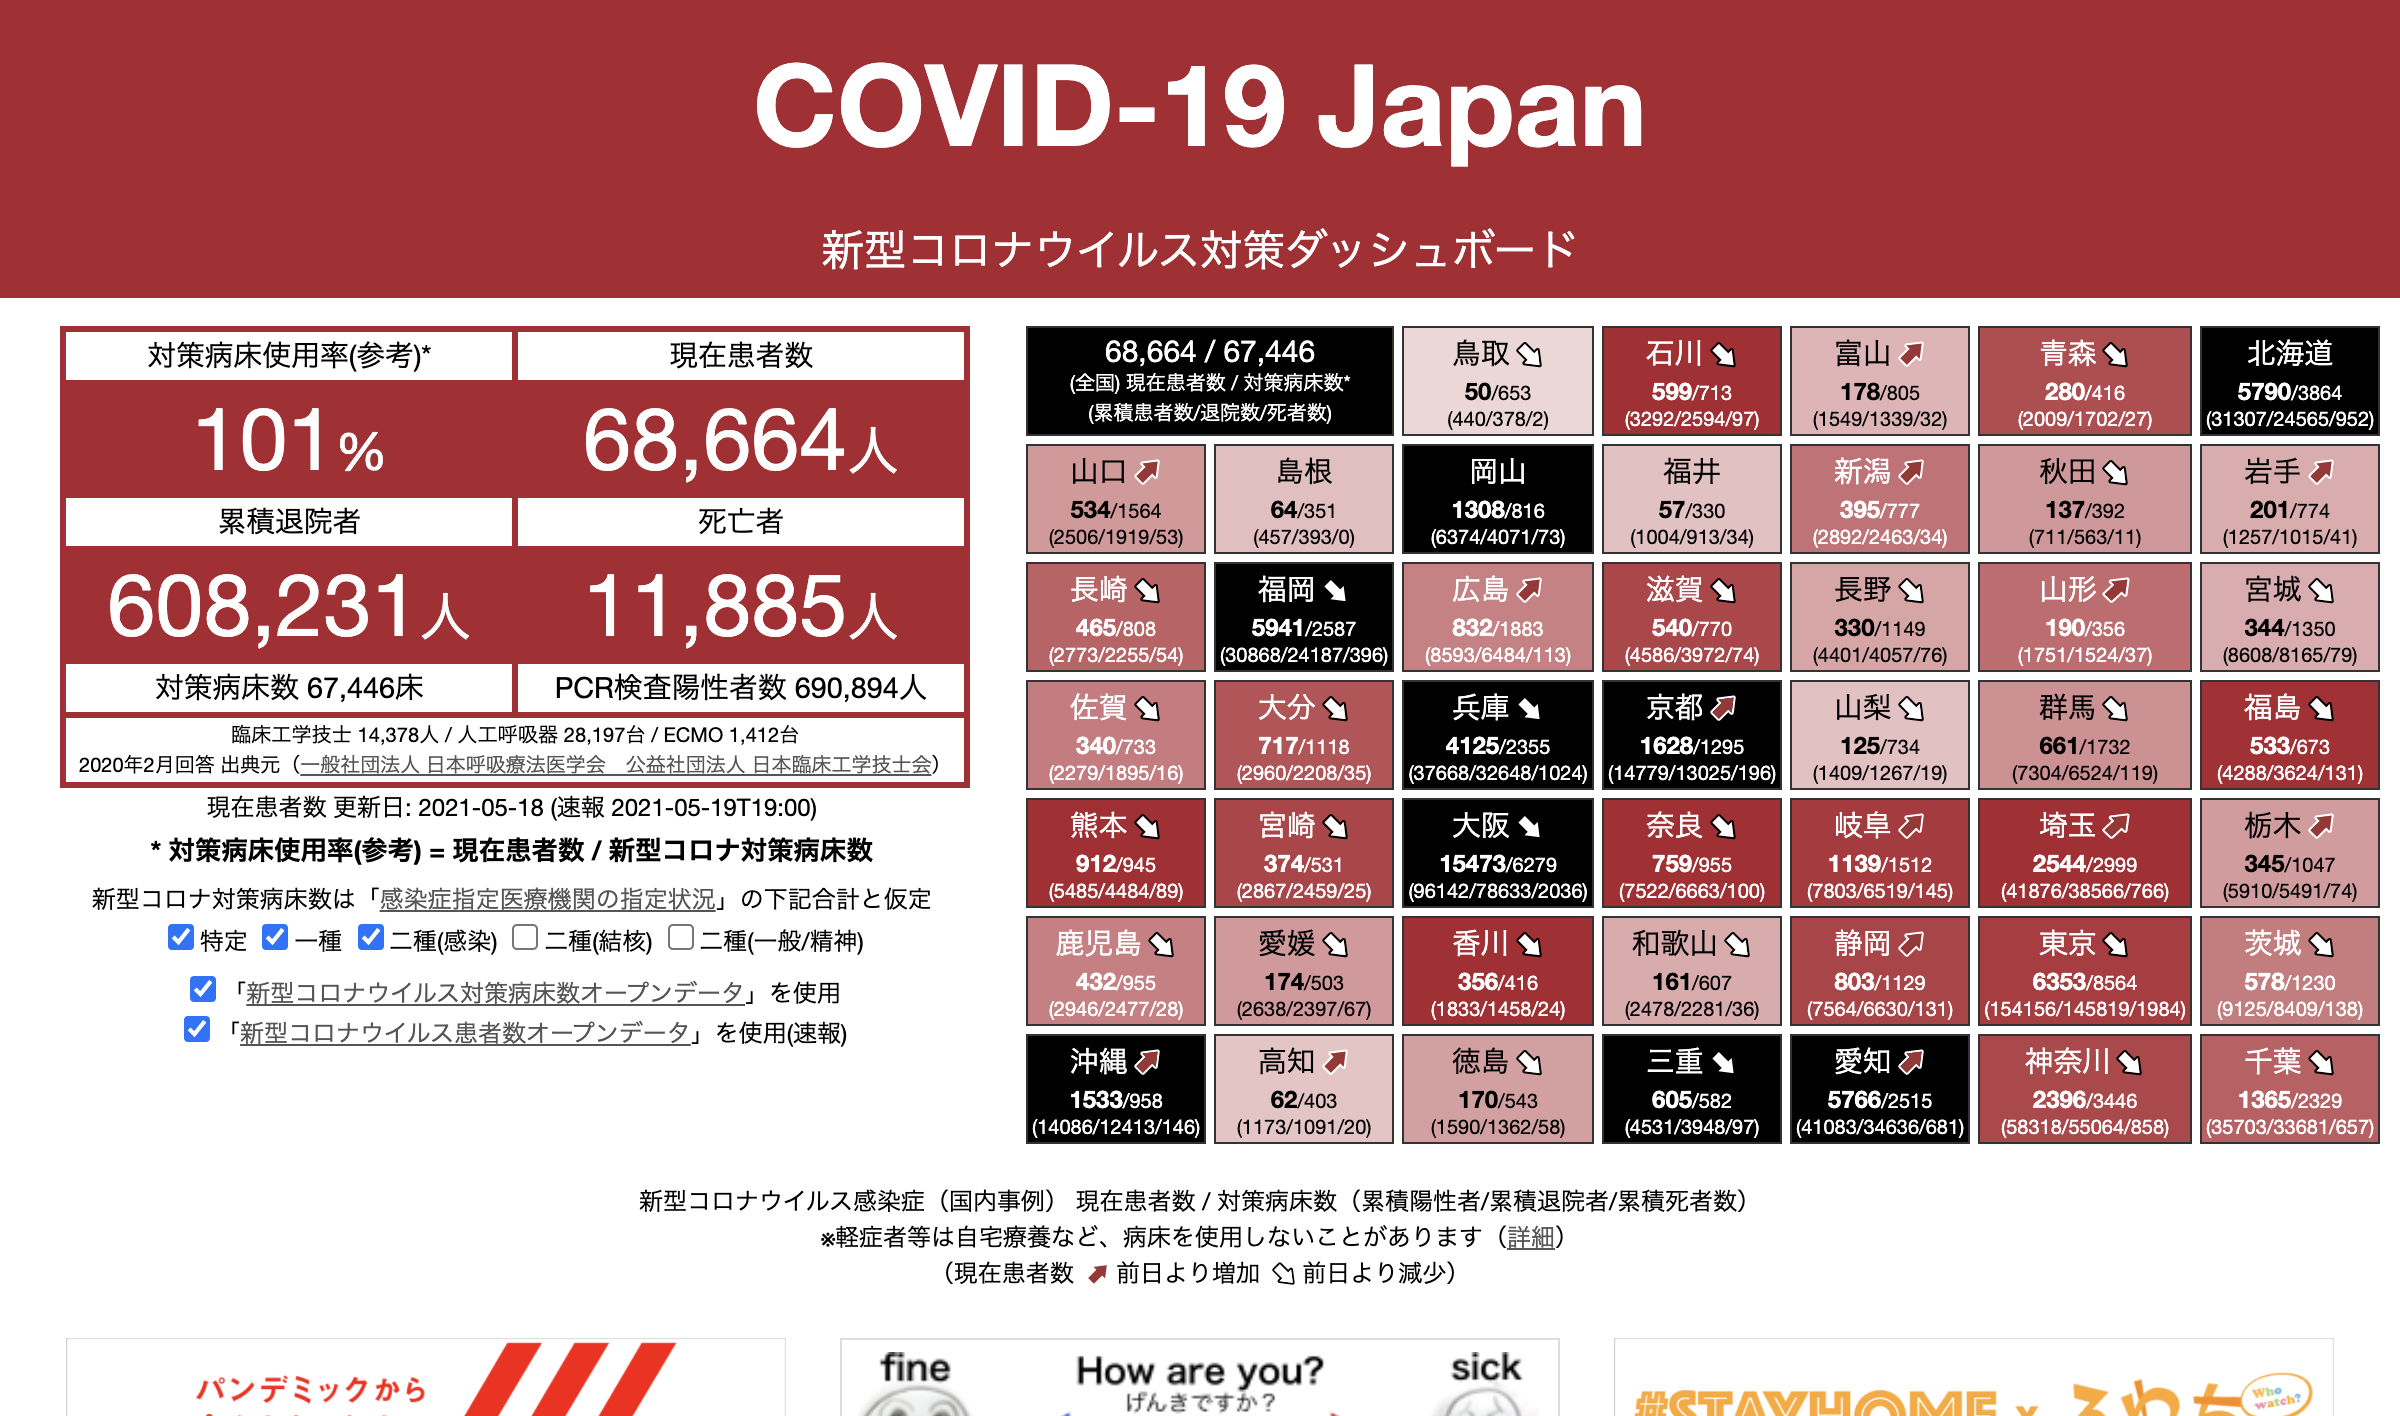 COVID-19 Japan
新型コロナウイルス対策ダッシュボード
対策病床使用率(参考)*
現在患者数
101%
68,664人
累積退院者
死亡者
608,231人
11,885人
対策病床数 67,446床
PCR検査陽性者数 690,894人
臨床工学技士 14,378人 / 人工呼吸器 28,197台 / ECMO 1,412台
2020年2月回答 出典元（一般社団法人 日本呼吸療法医学会　公益社団法人 日本臨床工学技士会）
現在患者数 更新日: 2021-05-18 (速報 2021-05-19T19:00)
* 対策病床使用率(参考) = 現在患者数 / 新型コロナ対策病床数
新型コロナ対策病床数は「感染症指定医療機関の指定状況」の下記合計と仮定
特定 一種 二種(感染) 二種(結核) 二種(一般/精神)
「新型コロナウイルス対策病床数オープンデータ」を使用
「新型コロナウイルス患者数オープンデータ」を使用(速報)
68,664 / 67,446
(全国) 現在患者数 / 対策病床数*
(累積患者数/退院数/死者数)
鳥取
50/653
(440/378/2)
石川
599/713
(3292/2594/97)
富山
178/805
(1549/1339/32)
青森
280/416
(2009/1702/27)
北海道
5790/3864
(31307/24565/952)
山口
534/1564
(2506/1919/53)
島根
64/351
(457/393/0)
岡山
1308/816
(6374/4071/73)
福井
57/330
(1004/913/34)
新潟
395/777
(2892/2463/34)
秋田
137/392
(711/563/11)
岩手
201/774
(1257/1015/41)
長崎
465/808
(2773/2255/54)
福岡
5941/2587
(30868/24187/396)
広島
832/1883
(8593/6484/113)
滋賀
540/770
(4586/3972/74)
長野
330/1149
(4401/4057/76)
山形
190/356
(1751/1524/37)
宮城
344/1350
(8608/8165/79)
佐賀
340/733
(2279/1895/16)
大分
717/1118
(2960/2208/35)
兵庫
4125/2355
(37668/32648/1024)
京都
1628/1295
(14779/13025/196)
山梨
125/734
(1409/1267/19)
群馬
661/1732
(7304/6524/119)
福島
533/673
(4288/3624/131)
熊本
912/945
(5485/4484/89)
宮崎
374/531
(2867/2459/25)
大阪
15473/6279
(96142/78633/2036)
奈良
759/955
(7522/6663/100)
岐阜
1139/1512
(7803/6519/145)
埼玉
2544/2999
(41876/38566/766)
栃木
345/1047
(5910/5491/74)
鹿児島
432/955
(2946/2477/28)
愛媛
174/503
(2638/2397/67)
香川
356/416
(1833/1458/24)
和歌山
161/607
(2478/2281/36)
静岡
803/1129
(7564/6630/131)
東京
6353/8564
(154156/145819/1984)
茨城
578/1230
(9125/8409/138)
沖縄
1533/958
(14086/12413/146)
高知
62/403
(1173/1091/20)
徳島
170/543
(1590/1362/58)
三重
605/582
(4531/3948/97)
愛知
5766/2515
(41083/34636/681)
神奈川
2396/3446
(58318/55064/858)
千葉
1365/2329
(35703/33681/657)
新型コロナウイルス感染症（国内事例） 現在患者数 / 対策病床数（累積陽性者/累積退院者/累積死者数）
※軽症者等は自宅療養など、病床を使用しないことがあります（詳細）
（現在患者数 前日より増加 前日より減少）
パンデミックから
fine
How are you?
sick
げんきですか？
#STAYHOME x ふわっち
Who watch?